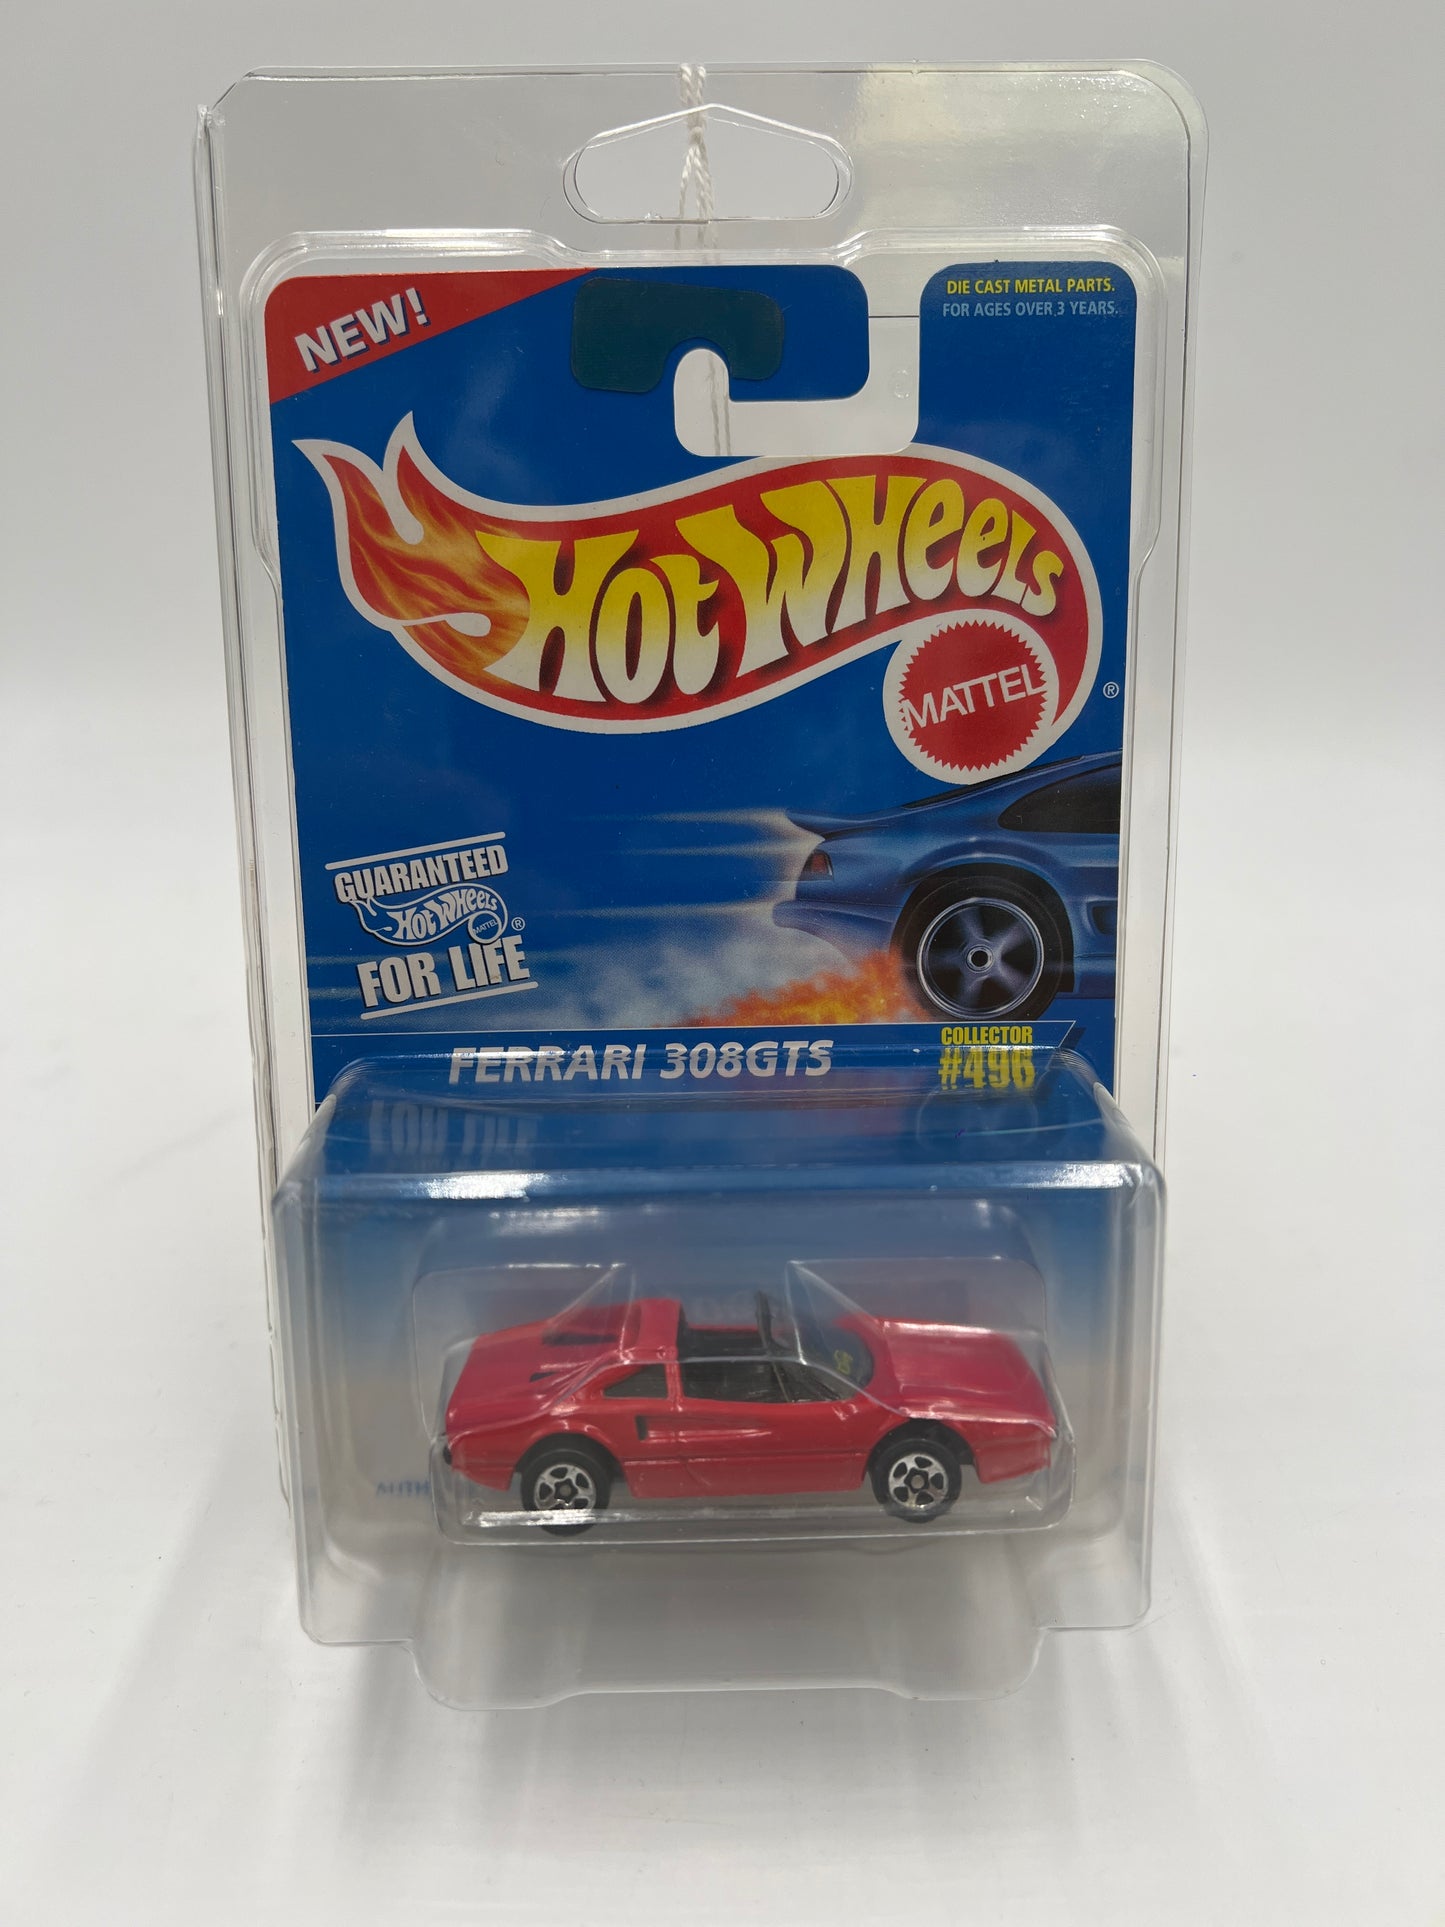 NEW!
DIE CAST METAL PARTS.
FOR AGES OVER 3 YEARS.
HOT WHEELS
MATTEL
®
GUARANTEED
HOT WHEELS
MATTEL ®
FOR LIFE
COLLECTOR
FERRARI 308GTS #496